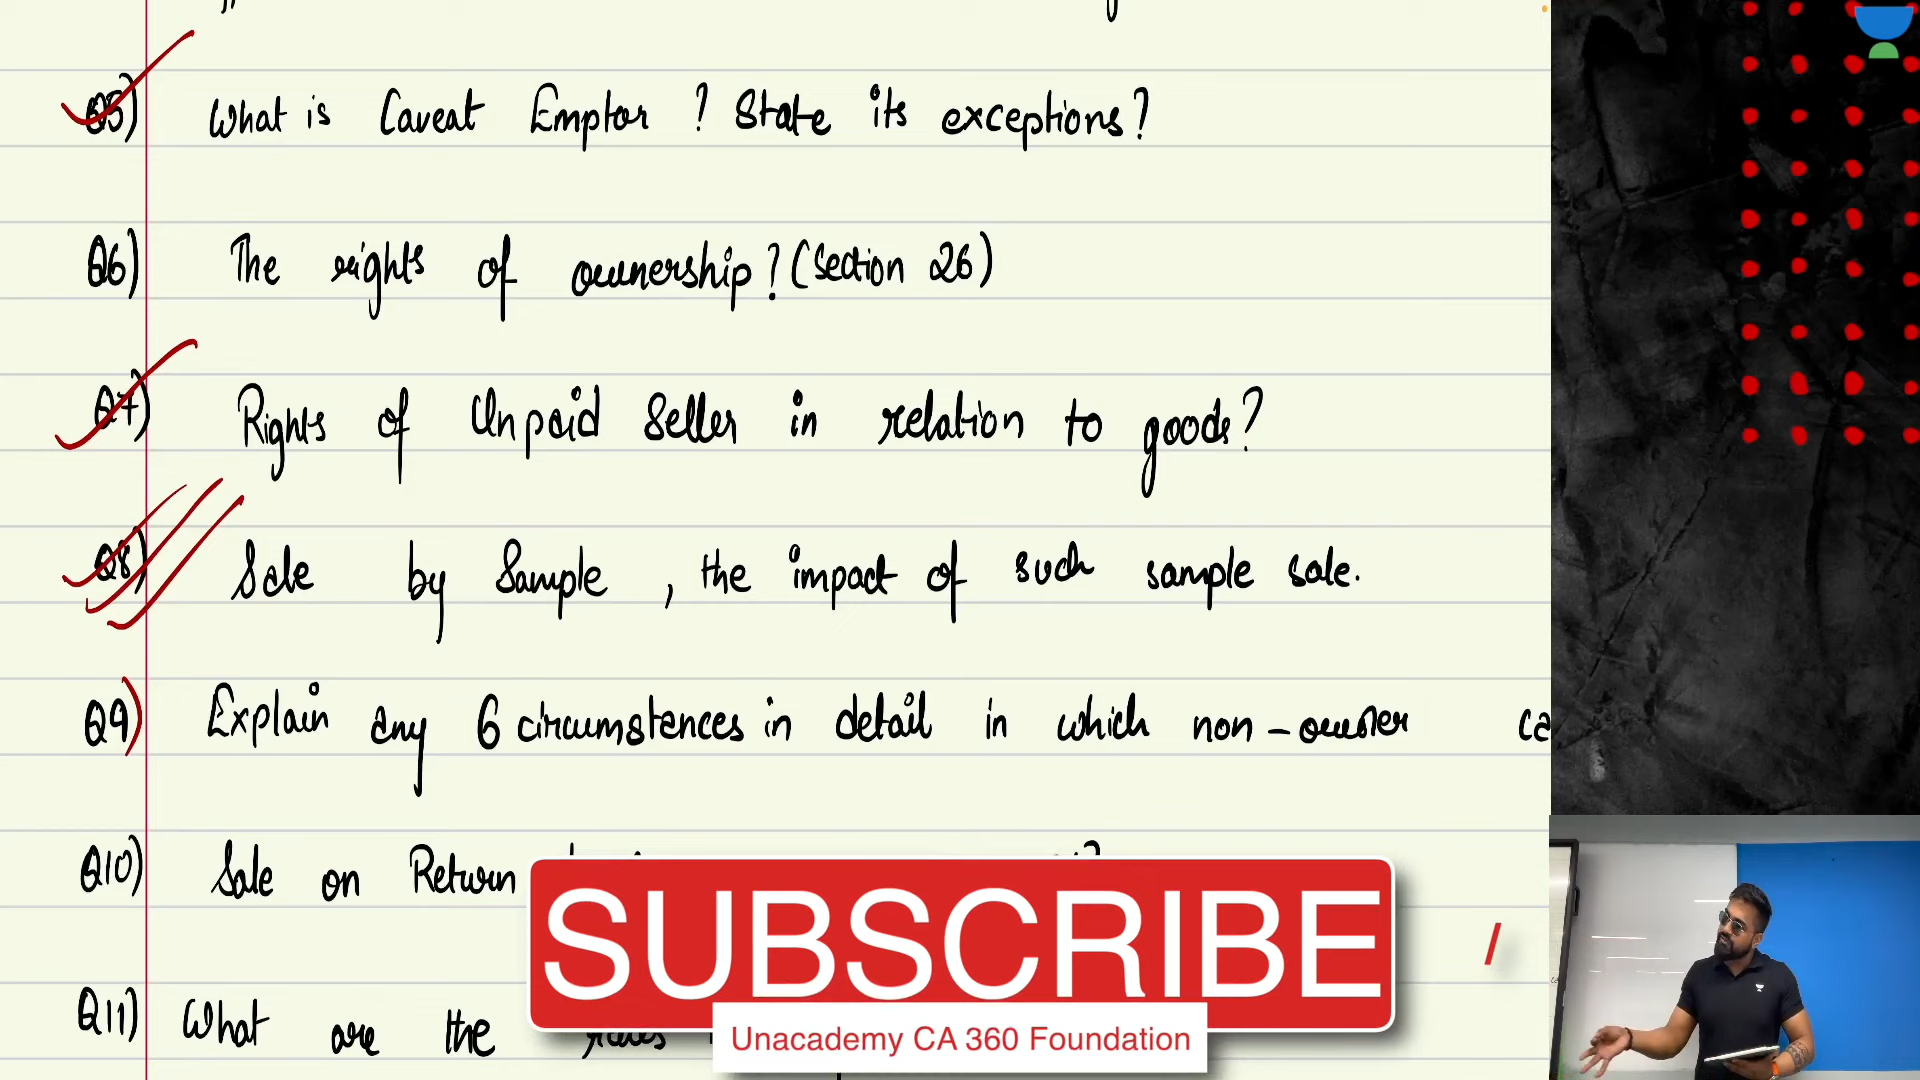 Q5) What is Caveat Emptor ? State its exceptions?
Q6) The rights of ownership? (Section 26)
Q7) Rights of Unpaid Seller in relation to goods?
Q8) Sale by Sample , the impact of such sample sale.
Q9) Explain any 6 circumstances in detail in which non-owner ca
Q10) Sale on Return
Q11) What are the rules
SUBSCRIBE
Unacademy CA 360 Foundation